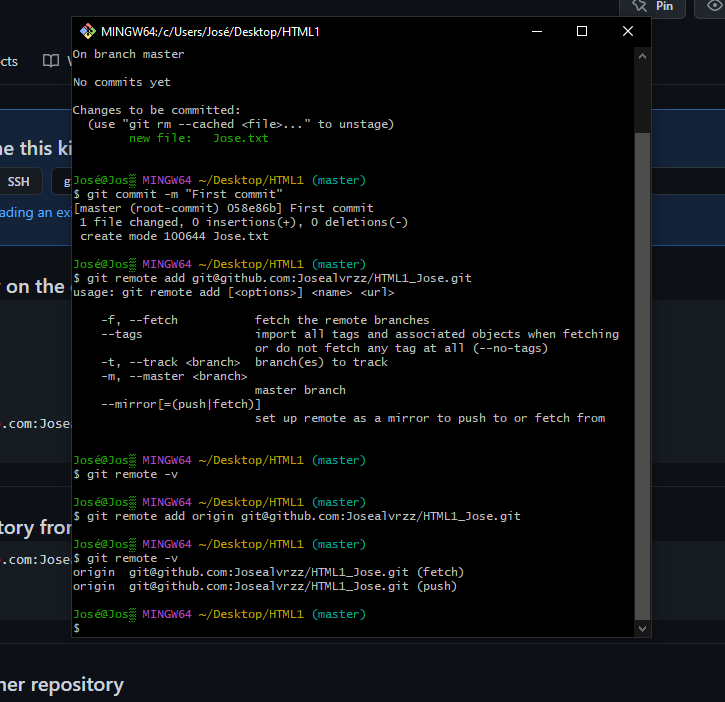 Pin
MINGW64:/c/Users/José/Desktop/HTML1
On branch master
No commits yet
Changes to be committed:
(use "git rm --cached <file>..." to unstage)
new file:   Jose.txt
José@Jos MINGW64 ~/Desktop/HTML1 (master)
$ git commit -m "First commit"
[master (root-commit) 058e86b] First commit
1 file changed, 0 insertions(+), 0 deletions(-)
create mode 100644 Jose.txt
José@Jos MINGW64 ~/Desktop/HTML1 (master)
$ git remote add git@github.com:Josealvrzz/HTML1_Jose.git
usage: git remote add [<options>] <name> <url>
-f, --fetch           fetch the remote branches
--tags                import all tags and associated objects when fetching
or do not fetch any tag at all (--no-tags)
-t, --track <branch>  branch(es) to track
-m, --master <branch>
master branch
--mirror[=(push|fetch)]
set up remote as a mirror to push to or fetch from
José@Jos MINGW64 ~/Desktop/HTML1 (master)
$ git remote -v
José@Jos MINGW64 ~/Desktop/HTML1 (master)
$ git remote add origin git@github.com:Josealvrzz/HTML1_Jose.git
José@Jos MINGW64 ~/Desktop/HTML1 (master)
$ git remote -v
origin  git@github.com:Josealvrzz/HTML1_Jose.git (fetch)
origin  git@github.com:Josealvrzz/HTML1_Jose.git (push)
José@Jos MINGW64 ~/Desktop/HTML1 (master)
$
cts
e this ki
SSH
g
ading an ex
on the
.com:Josea
tory from
.com:Josea
her repository